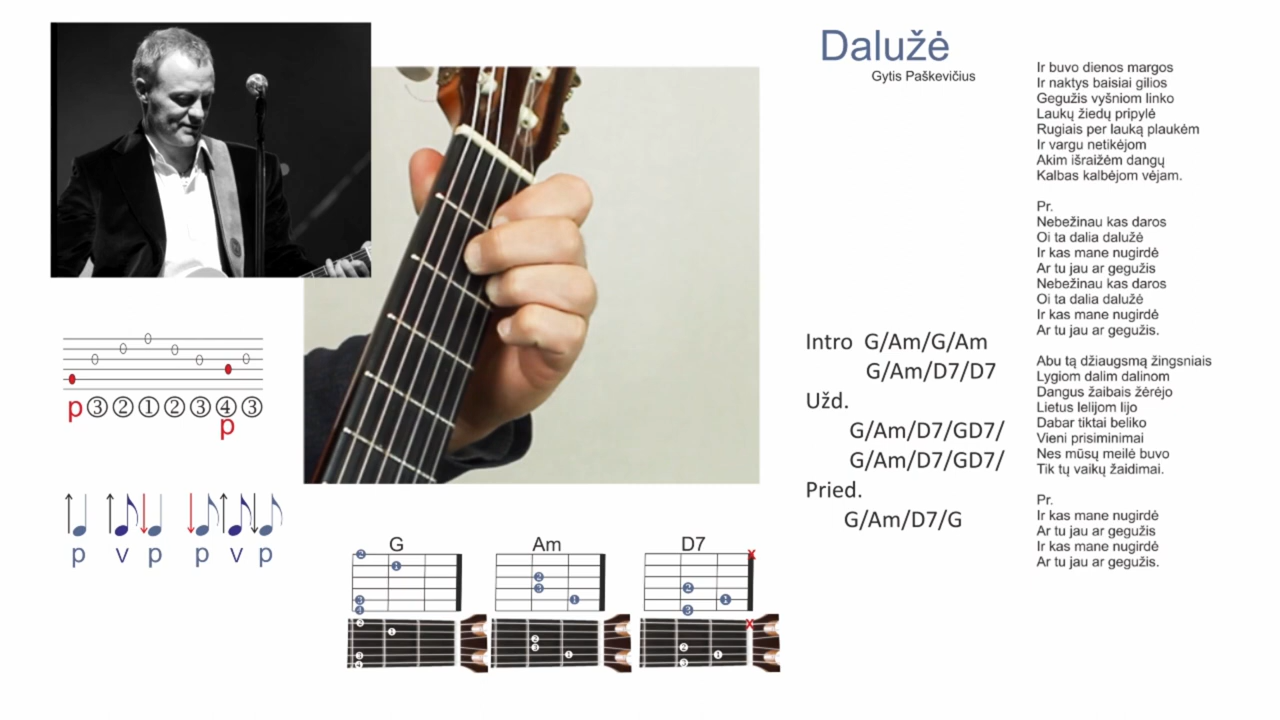 Dalužė
Gytis Paškevičius
Ir buvo dienos margos
Ir naktys baisiai gilios
Gegužis vyšniom linko
Laukų žiedų pripylė
Rugiais per lauką plaukėm
Ir vargu netikėjom
Akim išraižėm dangų
Kalbas kalbėjom vėjam.
Pr.
Nebežinau kas daros
Oi ta dalia dalužė
Ir kas mane nugirdė
Ar tu jau ar gegužis
Nebežinau kas daros
Oi ta dalia dalužė
Ir kas mane nugirdė
Ar tu jau ar gegužis.
Abu tą džiaugsmą žingsniais
Lygiom dalim dalinom
Dangus žaibais žėrėjo
Lietus lelijom lijo
Dabar tiktai beliko
Vieni prisiminimai
Nes mūsų meilė buvo
Tik tų vaikų žaidimai.
Pr.
Ir kas mane nugirdė
Ar tu jau ar gegužis
Ir kas mane nugirdė
Ar tu jau ar gegužis.
Intro G/Am/G/Am
G/Am/D7/D7
Užd.
G/Am/D7/GD7/
G/Am/D7/GD7/
Pried.
G/Am/D7/G
p ③ ② ① ② ③ ④ ③
p
p v p p v p
G Am D7
x
x